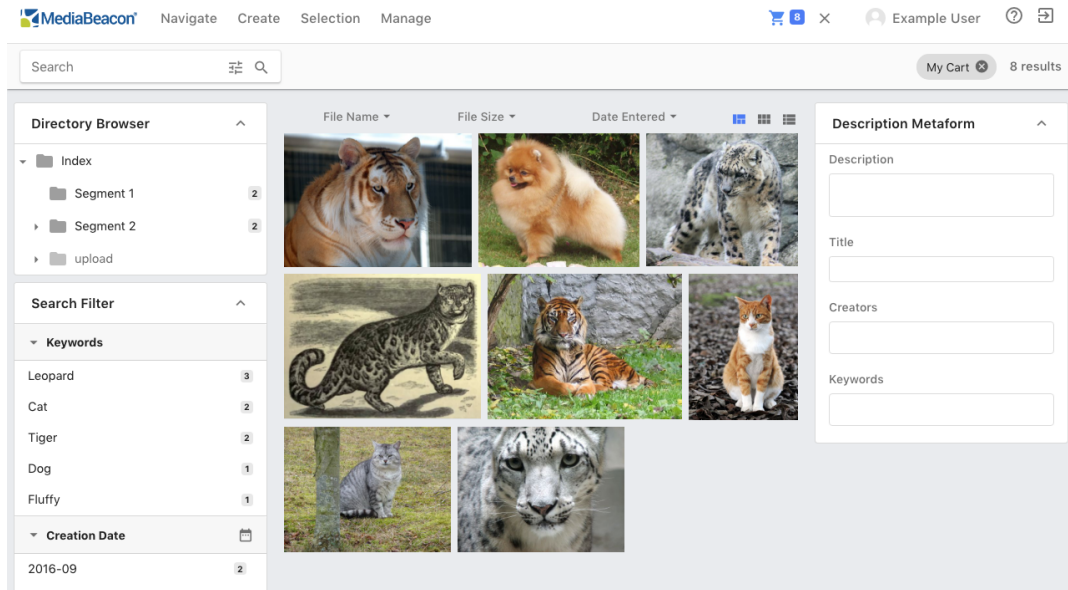 MediaBeacon® Navigate Create Selection Manage 8 Example User
Search My Cart 8 results
Directory Browser
Index
Segment 1 2
Segment 2 2
upload
Search Filter
Keywords
Leopard 3
Cat 2
Tiger 2
Dog 1
Fluffy 1
Creation Date
2016-09 2
File Name File Size Date Entered
Description Metaform
Description
Title
Creators
Keywords